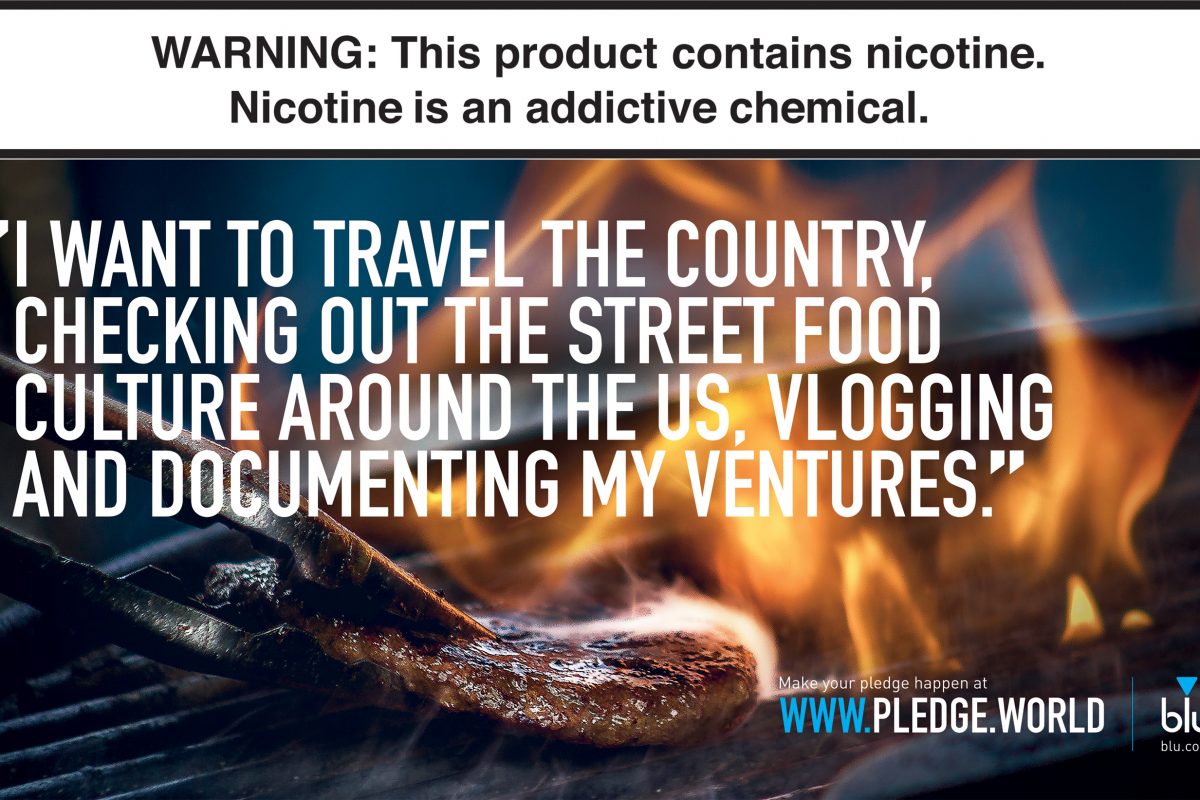 WARNING: This product contains nicotine.
Nicotine is an addictive chemical.
"I WANT TO TRAVEL THE COUNTRY,
CHECKING OUT THE STREET FOOD
CULTURE AROUND THE US, VLOGGING
AND DOCUMENTING MY VENTURES."
Make your pledge happen at
WWW.PLEDGE.WORLD
blu
blu.co